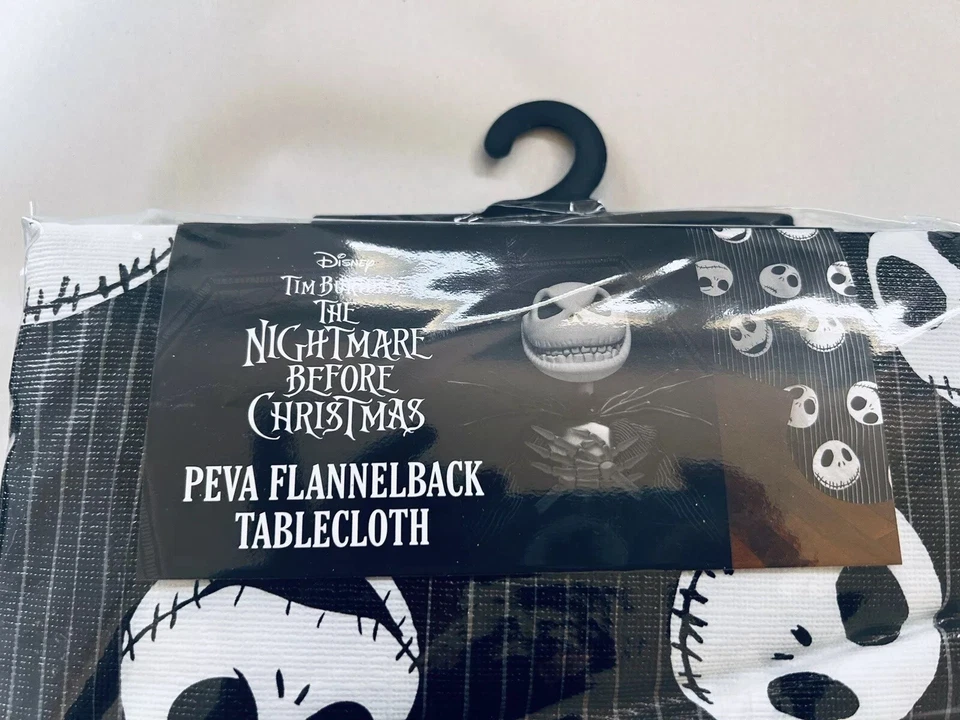 Disney
TIM BURTON'S
THE
NIGHTMARE
BEFORE
CHRISTMAS
PEVA FLANNELBACK
TABLECLOTH